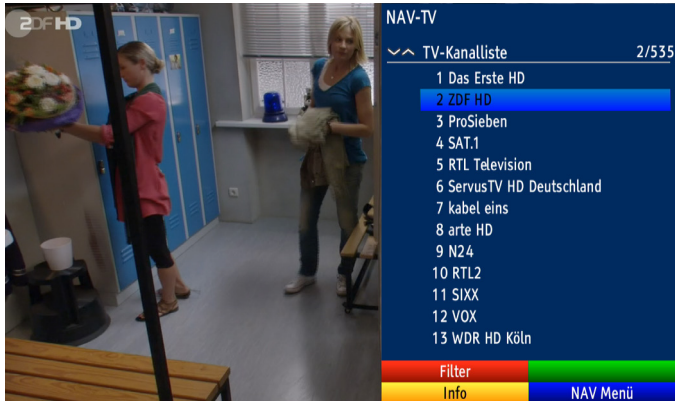 ZDF HD
NAV-TV
TV-Kanalliste 2/535
1 Das Erste HD
2 ZDF HD
3 ProSieben
4 SAT.1
5 RTL Television
6 ServusTV HD Deutschland
7 kabel eins
8 arte HD
9 N24
10 RTL2
11 SIXX
12 VOX
13 WDR HD Köln
Filter
Info NAV Menü